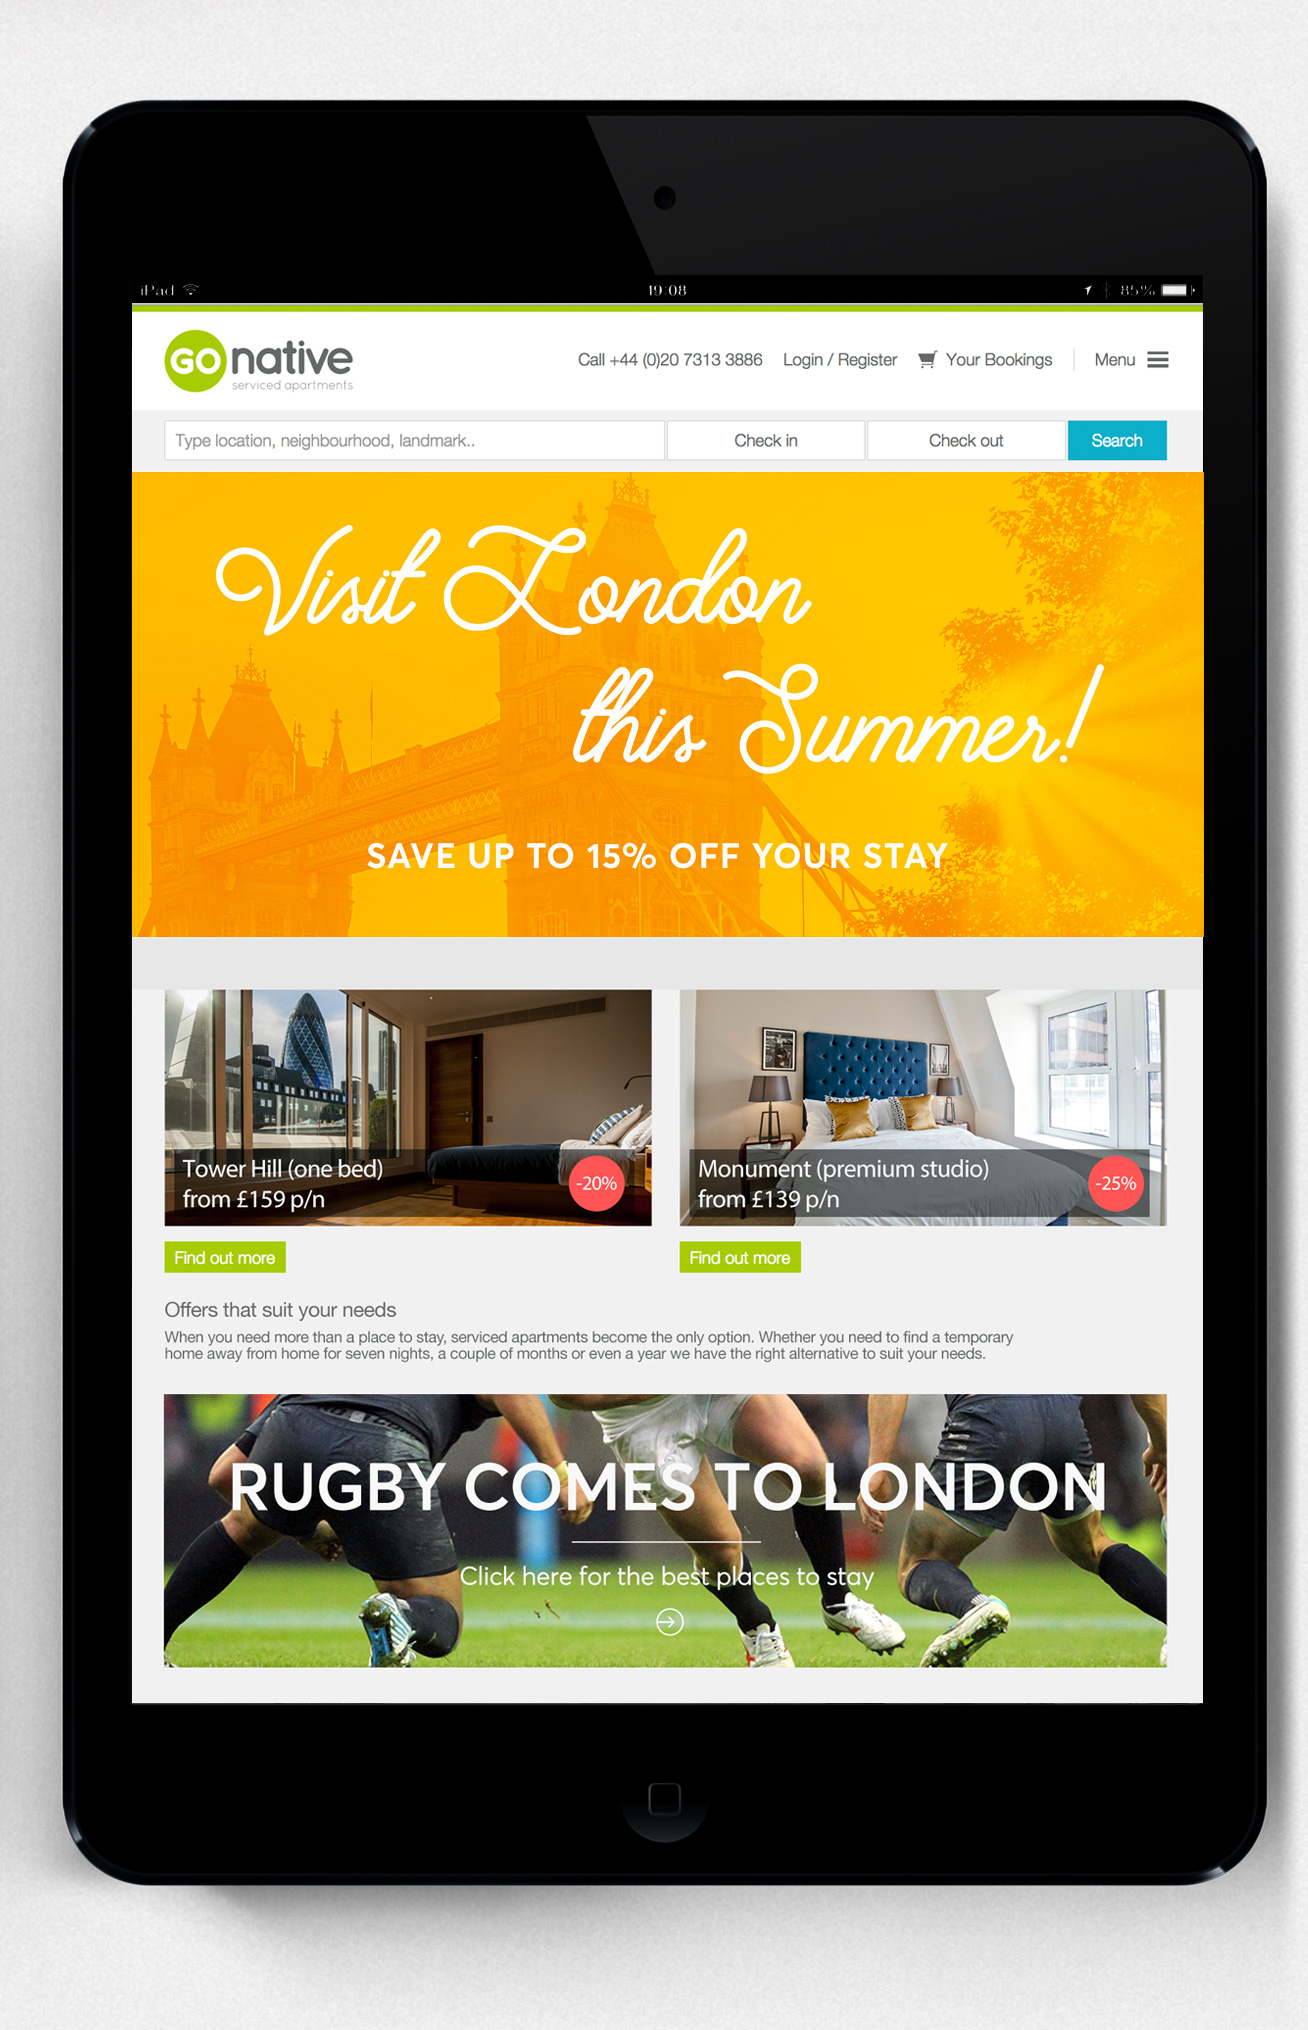 iPad 19:08 85%
GO native
serviced apartments
Call +44 (0)20 7313 3886 Login / Register Your Bookings Menu
Type location, neighbourhood, landmark.. Check in Check out Search
Visit London
this Summer!
SAVE UP TO 15% OFF YOUR STAY
Tower Hill (one bed)
from £159 p/n
-20%
Monument (premium studio)
from £139 p/n
-25%
Find out more Find out more
Offers that suit your needs
When you need more than a place to stay, serviced apartments become the only option. Whether you need to find a temporary
home away from home for seven nights, a couple of months or even a year we have the right alternative to suit your needs.
RUGBY COMES TO LONDON
Click here for the best places to stay